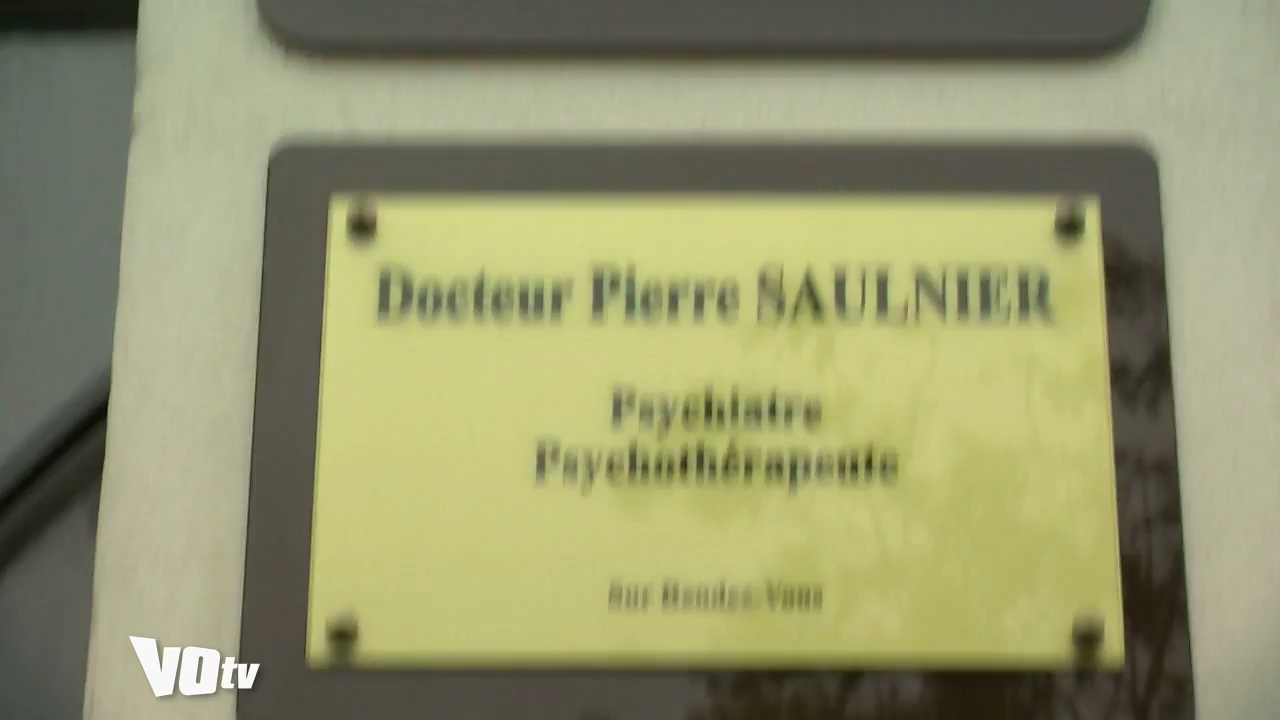 Docteur Pierre SAULNIER
Psychiatre
Psychothérapeute
Sur Rendez-Vous
VOtv